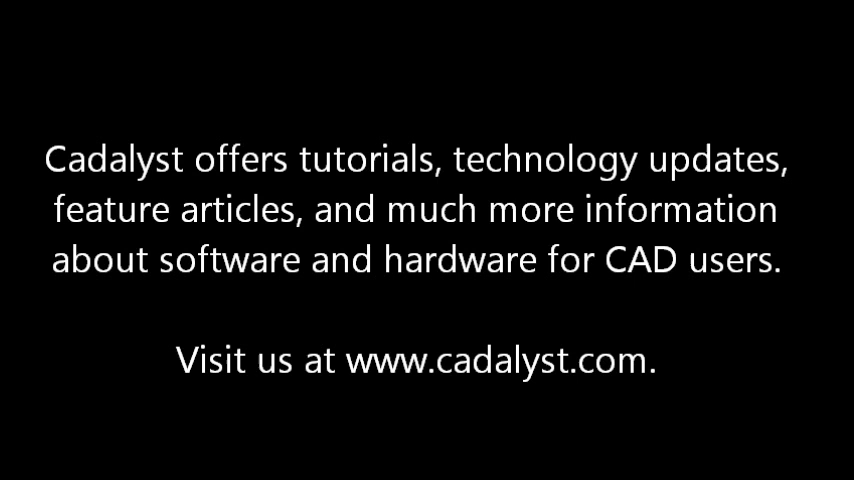 Cadalyst offers tutorials, technology updates,
feature articles, and much more information
about software and hardware for CAD users.
Visit us at www.cadalyst.com.